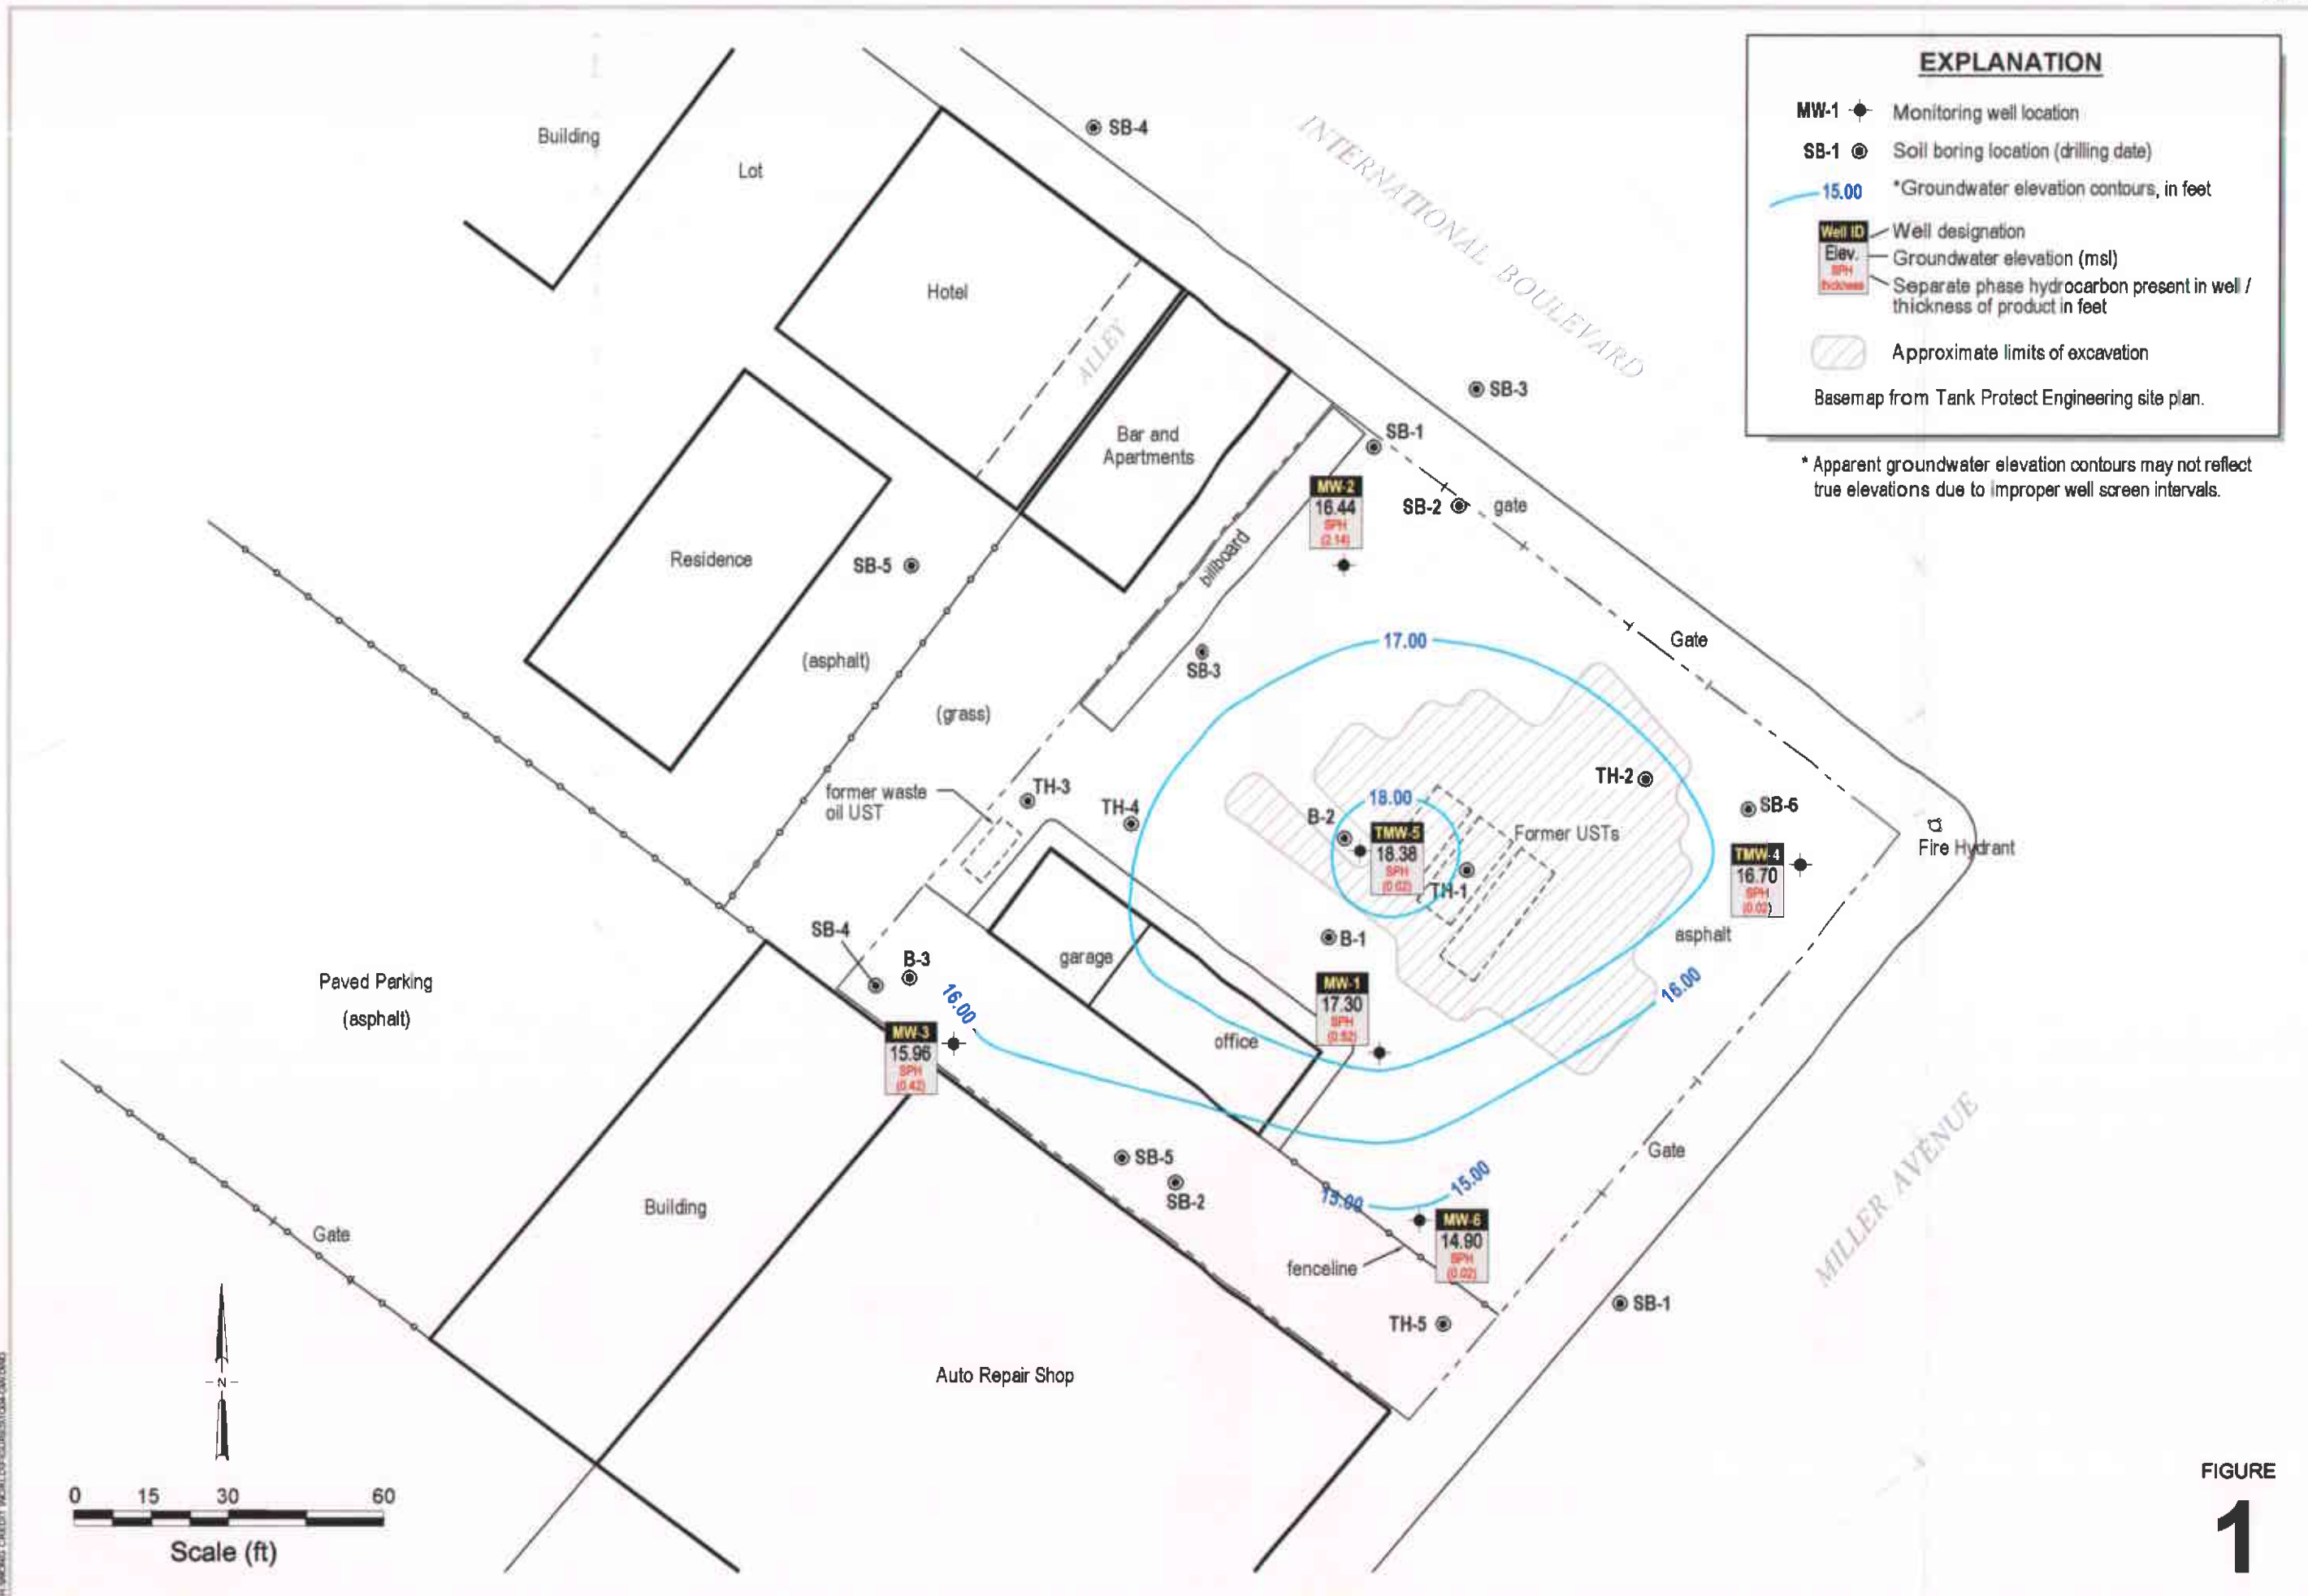 EXPLANATION
MW-1 Monitoring well location
SB-1 Soil boring location (drilling date)
15.00 *Groundwater elevation contours, in feet
Well ID Well designation
Elev. Groundwater elevation (msl)
SPH
thickness
Separate phase hydrocarbon present in well /
thickness of product in feet
Approximate limits of excavation
Basemap from Tank Protect Engineering site plan.
* Apparent groundwater elevation contours may not reflect
true elevations due to improper well screen intervals.
Building
Lot
SB-4
INTERNATIONAL BOULEVARD
Hotel
ALLEY
Bar and
Apartments
SB-3
SB-1
SB-2
gate
MW-2
16.44
SPH
(2.14)
billboard
Residence
SB-5
(asphalt)
(grass)
SB-3
17.00
Gate
former waste
oil UST
TH-3
TH-4
TH-2
SB-6
18.00
B-2
TMW-5
18.38
SPH
(0.02)
TH-1
Former USTs
Fire Hydrant
TMW-4
16.70
SPH
(0.02)
asphalt
SB-4
B-3
garage
B-1
16.00
16.00
MW-1
17.30
SPH
(0.52)
office
MW-3
15.96
SPH
(0.42)
Paved Parking
(asphalt)
SB-5
SB-2
Gate
MILLER AVENUE
15.00
15.00
MW-6
14.90
SPH
(0.02)
fenceline
Building
Gate
SB-1
TH-5
Auto Repair Shop
N
0 15 30 60
Scale (ft)
FIGURE
1